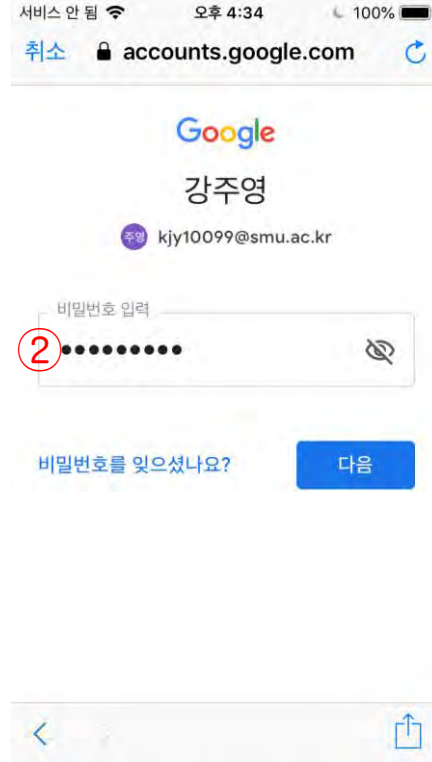 서비스 안 됨 오후 4:34 100%
취소 accounts.google.com
Google
강주영
주영 kjy10099@smu.ac.kr
비밀번호 입력
② •••••••••
비밀번호를 잊으셨나요? 다음